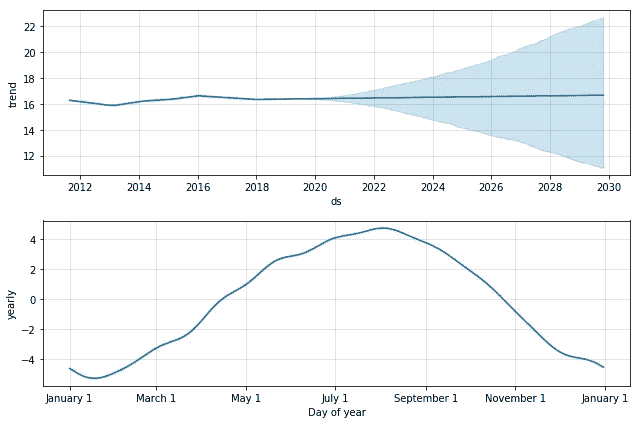 22
20
18
16
14
12
trend
2012 2014 2016 2018 2020 2022 2024 2026 2028 2030
ds
4
2
0
−2
−4
yearly
January 1 March 1 May 1 July 1 September 1 November 1 January 1
Day of year